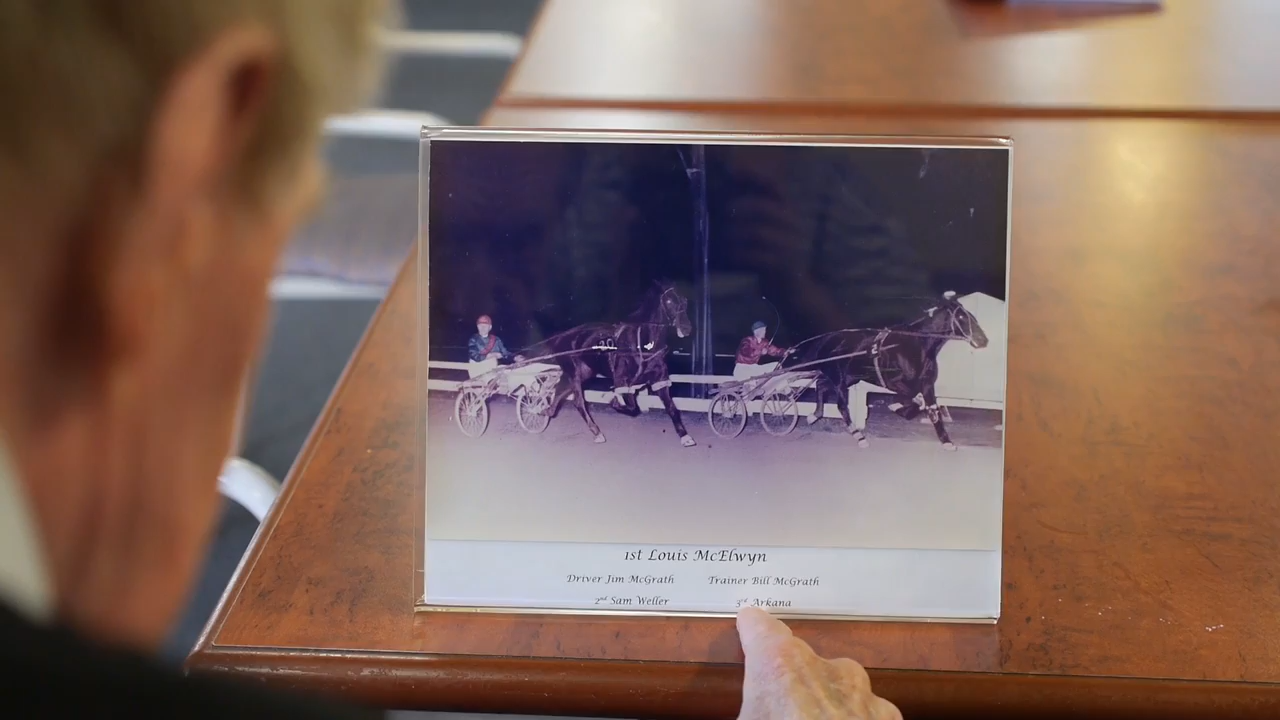 1st Louis McElwyn
Driver Jim McGrath Trainer Bill McGrath
2nd Sam Weller 3rd Arkana